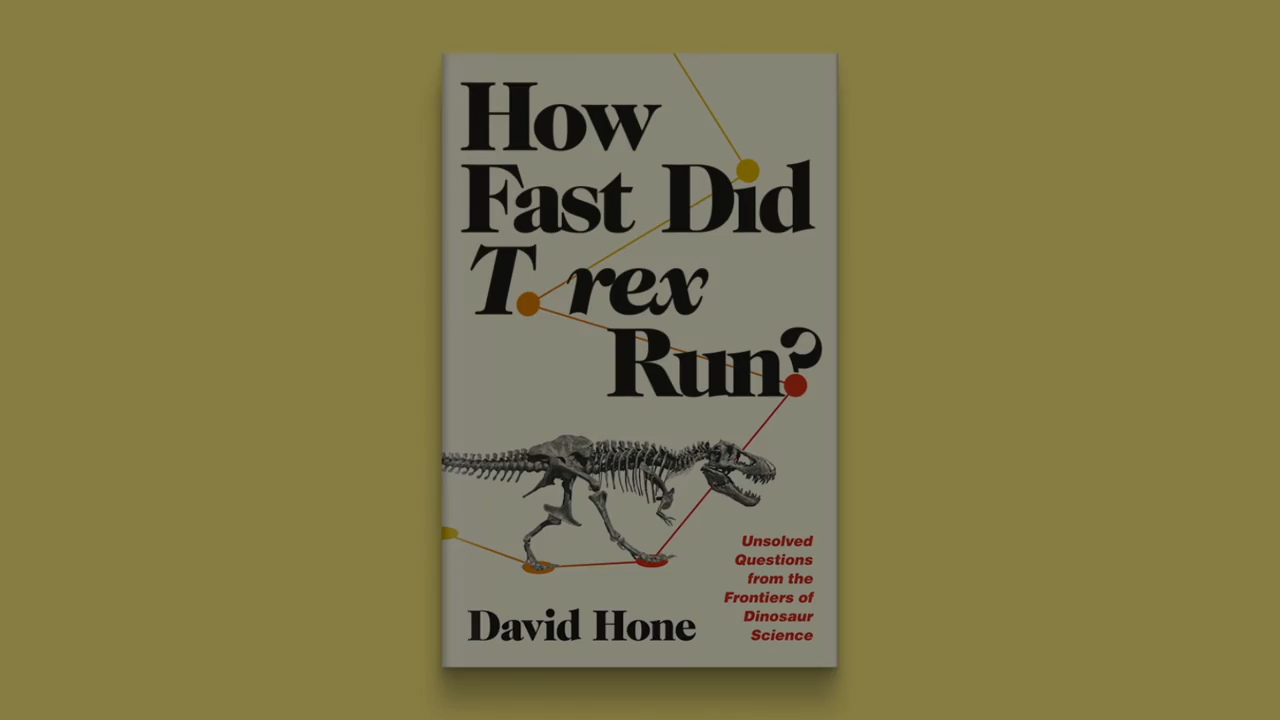 How
Fast Did
T rex
Run?
Unsolved
Questions
from the
Frontiers of
Dinosaur
Science
David Hone